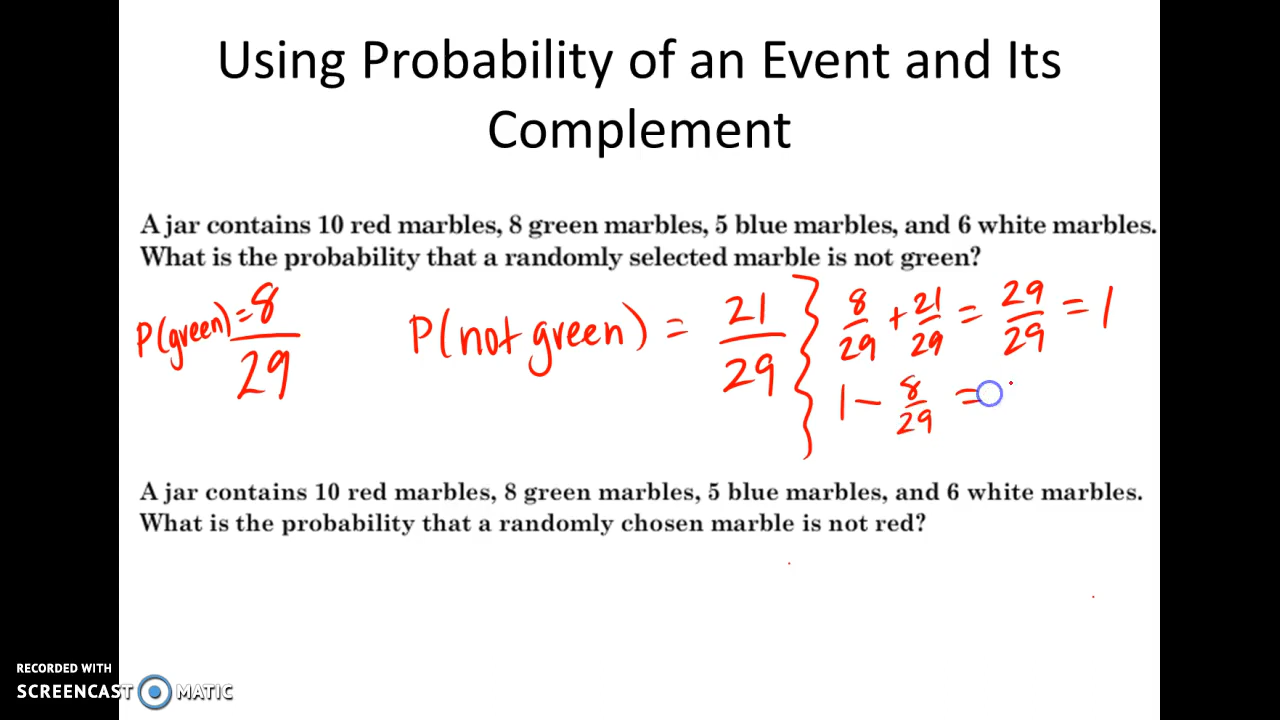 Using Probability of an Event and Its
Complement
A jar contains 10 red marbles, 8 green marbles, 5 blue marbles, and 6 white marbles.
What is the probability that a randomly selected marble is not green?
P(green) = 8/29
P(not green) = 21/29
8/29 + 21/29 = 29/29 = 1
1 - 8/29 =
A jar contains 10 red marbles, 8 green marbles, 5 blue marbles, and 6 white marbles.
What is the probability that a randomly chosen marble is not red?
RECORDED WITH
SCREENCAST MATIC